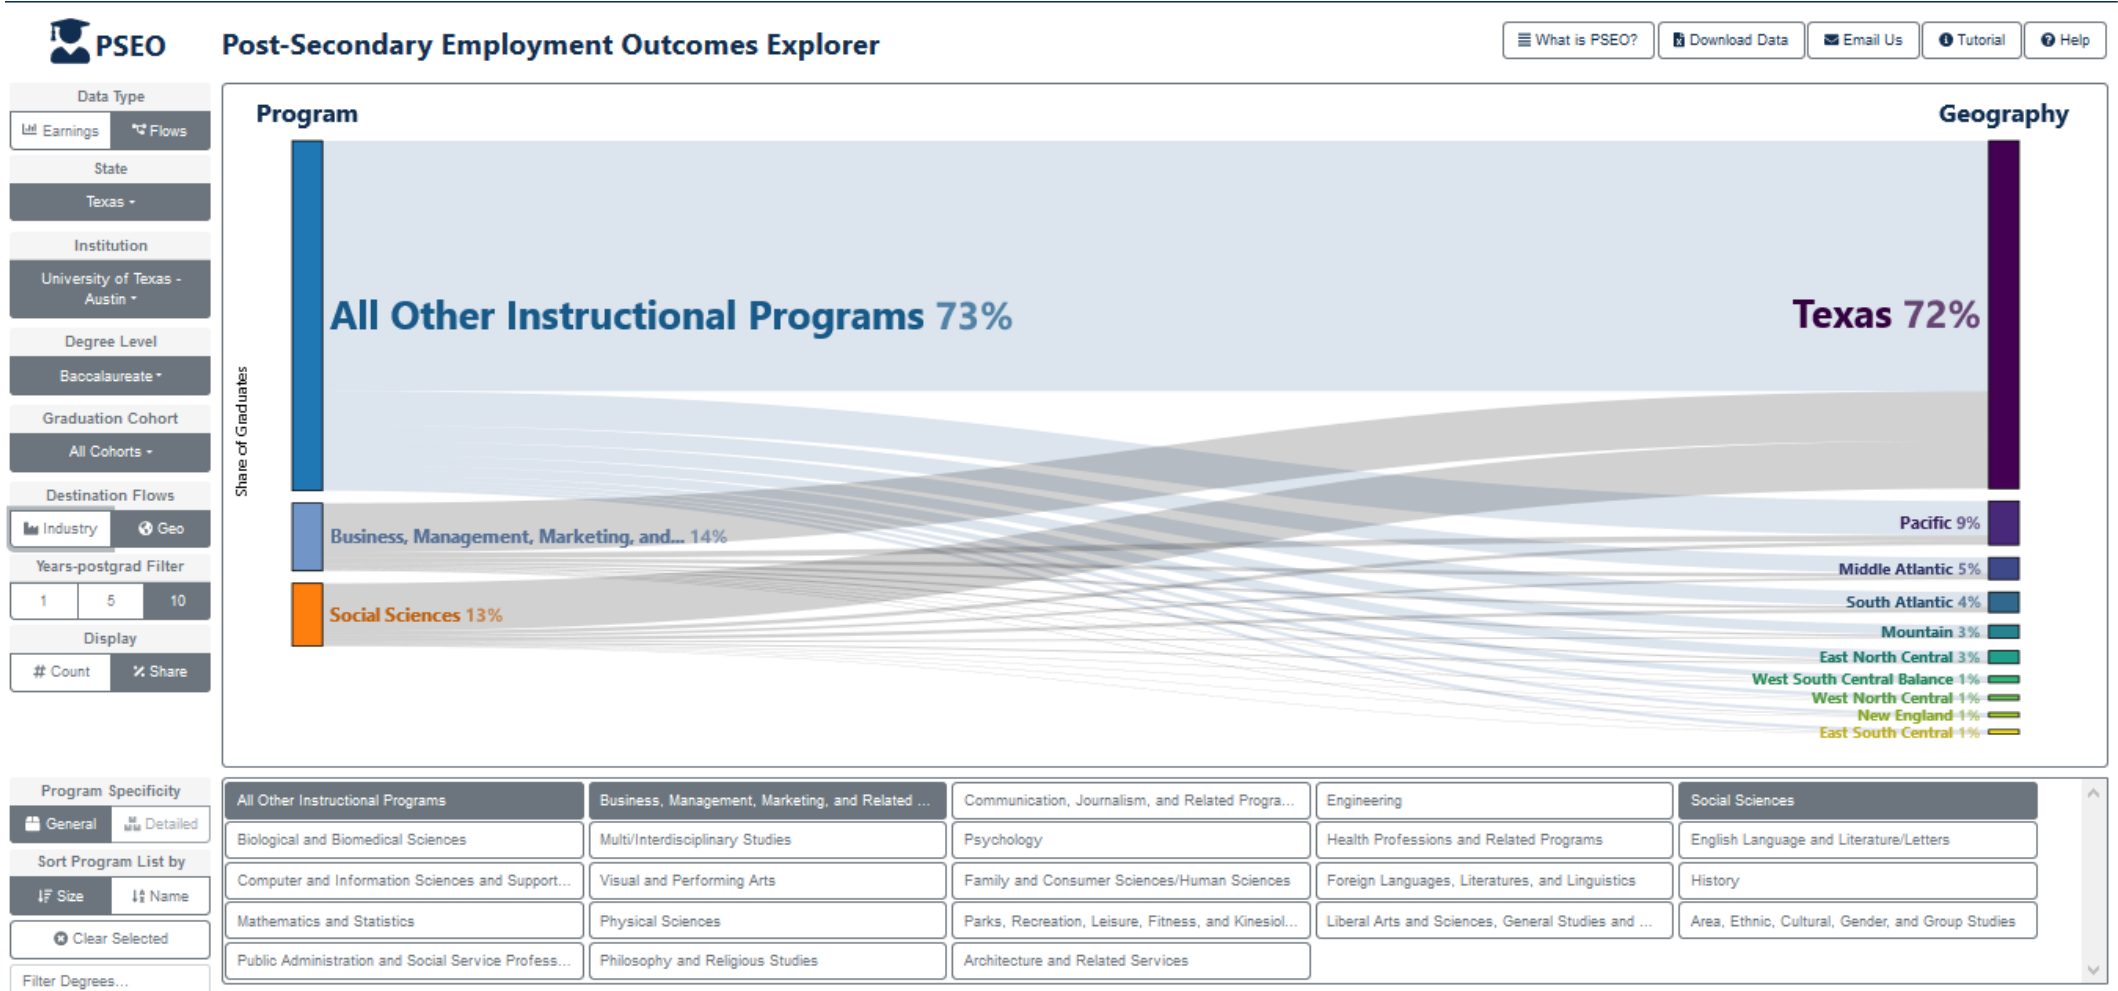 PSEO
Post-Secondary Employment Outcomes Explorer
What is PSEO?
Download Data
Email Us
Tutorial
Help
Data Type
Earnings
Flows
State
Texas
Institution
University of Texas -
Austin
Degree Level
Baccalaureate
Graduation Cohort
All Cohorts
Destination Flows
Industry
Geo
Years-postgrad Filter
1
5
10
Display
# Count
Share
Program
Geography
Share of Graduates
All Other Instructional Programs 73%
Business, Management, Marketing, and... 14%
Social Sciences 13%
Texas 72%
Pacific 9%
Middle Atlantic 5%
South Atlantic 4%
Mountain 3%
East North Central 3%
West South Central Balance 1%
West North Central 1%
New England 1%
East South Central 1%
Program Specificity
General
Detailed
Sort Program List by
Size
Name
Clear Selected
Filter Degrees...
All Other Instructional Programs
Business, Management, Marketing, and Related ...
Communication, Journalism, and Related Progra...
Engineering
Social Sciences
Biological and Biomedical Sciences
Multi/Interdisciplinary Studies
Psychology
Health Professions and Related Programs
English Language and Literature/Letters
Computer and Information Sciences and Support...
Visual and Performing Arts
Family and Consumer Sciences/Human Sciences
Foreign Languages, Literatures, and Linguistics
History
Mathematics and Statistics
Physical Sciences
Parks, Recreation, Leisure, Fitness, and Kinesiol...
Liberal Arts and Sciences, General Studies and ...
Area, Ethnic, Cultural, Gender, and Group Studies
Public Administration and Social Service Profess...
Philosophy and Religious Studies
Architecture and Related Services